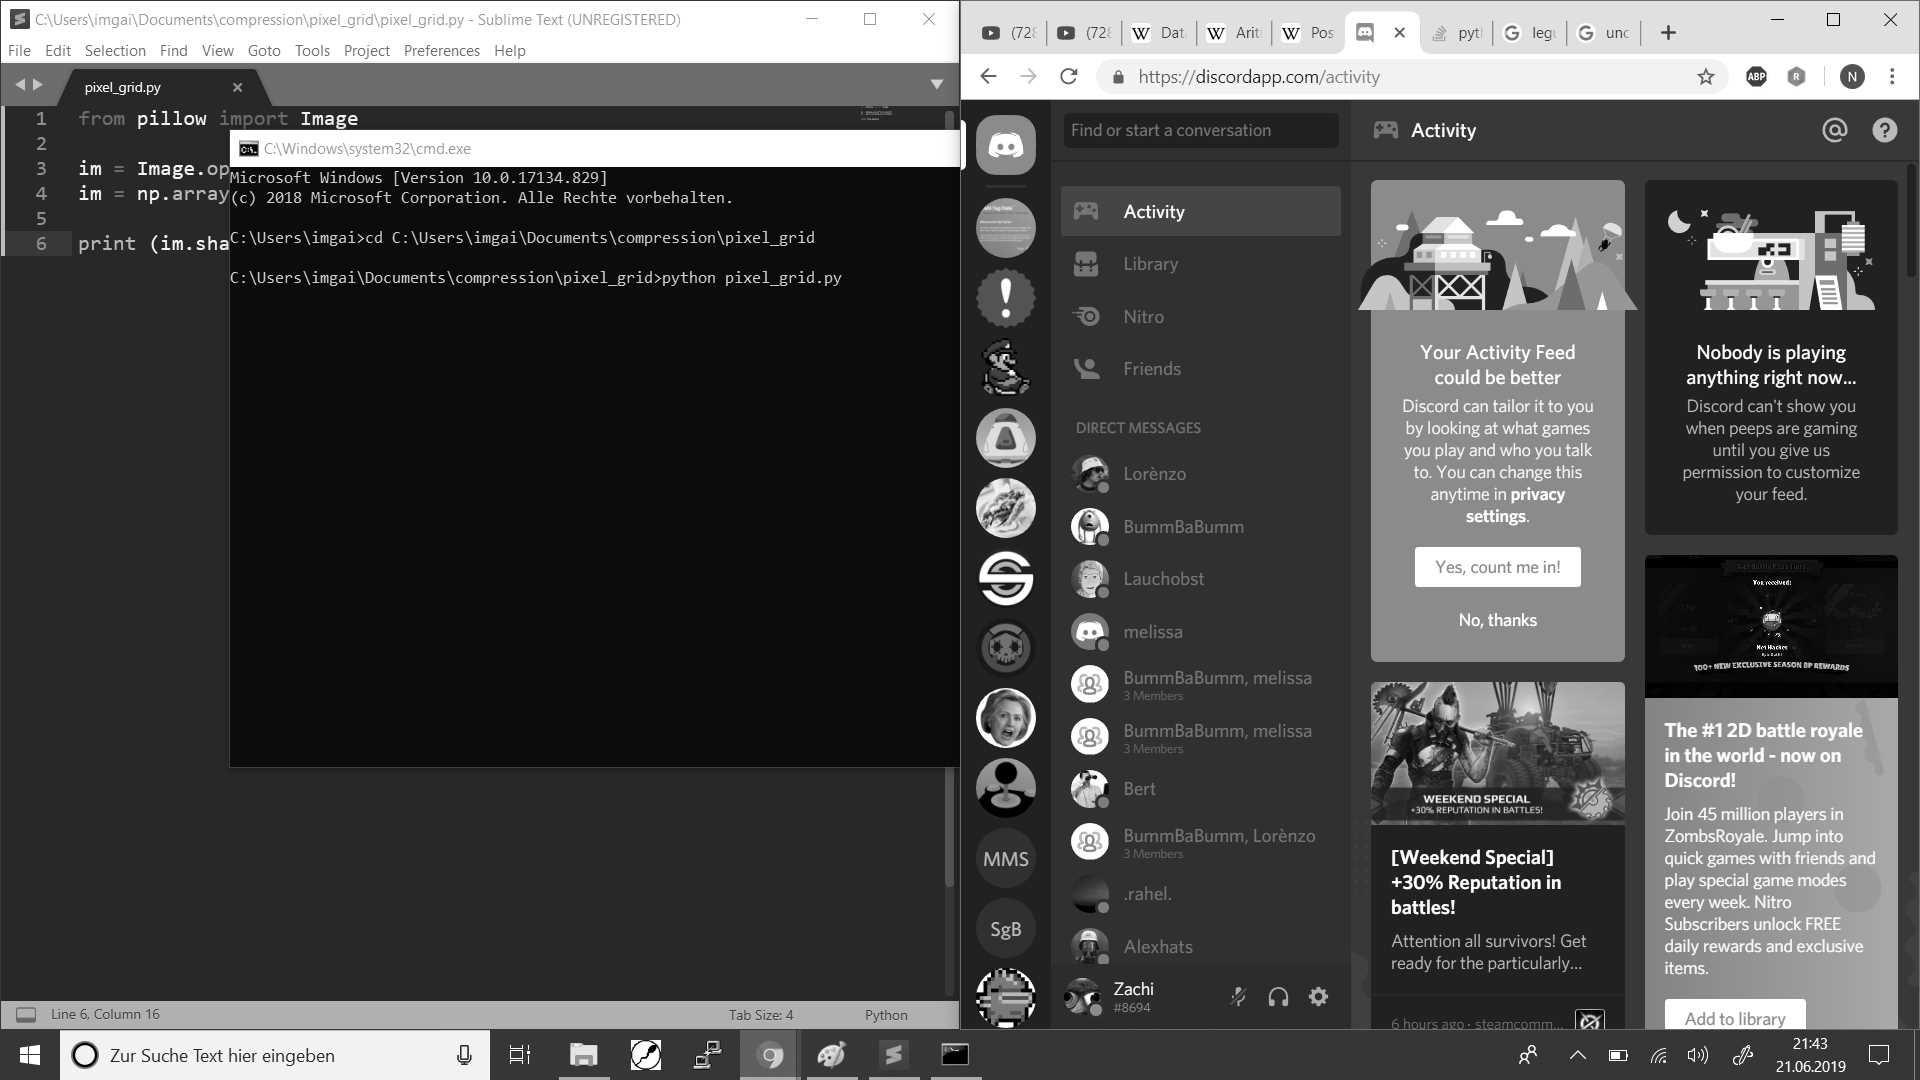 C:\Users\imgai\Documents\compression\pixel_grid\pixel_grid.py - Sublime Text (UNREGISTERED)
File Edit Selection Find View Goto Tools Project Preferences Help
pixel_grid.py
1 from pillow import Image
2
3 im = Image.op
4 im = np.array
5
6 print (im.sha
C:\Windows\system32\cmd.exe
Microsoft Windows [Version 10.0.17134.829]
(c) 2018 Microsoft Corporation. Alle Rechte vorbehalten.
C:\Users\imgai>cd C:\Users\imgai\Documents\compression\pixel_grid
C:\Users\imgai\Documents\compression\pixel_grid>python pixel_grid.py
Line 6, Column 16
Tab Size: 4
Python
(728 (728 Dat Arit Pos pyt legu unc
https://discordapp.com/activity
ABP
R
N
Find or start a conversation
Activity
Library
Nitro
Friends
DIRECT MESSAGES
Lorènzo
BummBaBumm
Lauchobst
melissa
BummBaBumm, melissa
3 Members
BummBaBumm, melissa
3 Members
Bert
BummBaBumm, Lorènzo
3 Members
.rahel.
Alexhats
MMS
SgB
Zachi
#8694
Activity
Your Activity Feed
could be better
Discord can tailor it to you
by looking at what games
you play and who you talk
to. You can change this
anytime in privacy
settings.
Yes, count me in!
No, thanks
WEEKEND SPECIAL
+30% REPUTATION IN BATTLES!
[Weekend Special]
+30% Reputation in
battles!
Attention all survivors! Get
ready for the particularly...
6 hours ago · steamcomm...
Nobody is playing
anything right now...
Discord can't show you
when peeps are gaming
until you give us
permission to customize
your feed.
You received:
100+ NEW EXCLUSIVE SEASON BP REWARDS
The #1 2D battle royale
in the world - now on
Discord!
Join 45 million players in
ZombsRoyale. Jump into
quick games with friends and
play special game modes
every week. Nitro
Subscribers unlock FREE
daily rewards and exclusive
items.
Add to library
Zur Suche Text hier eingeben
21:43
21.06.2019